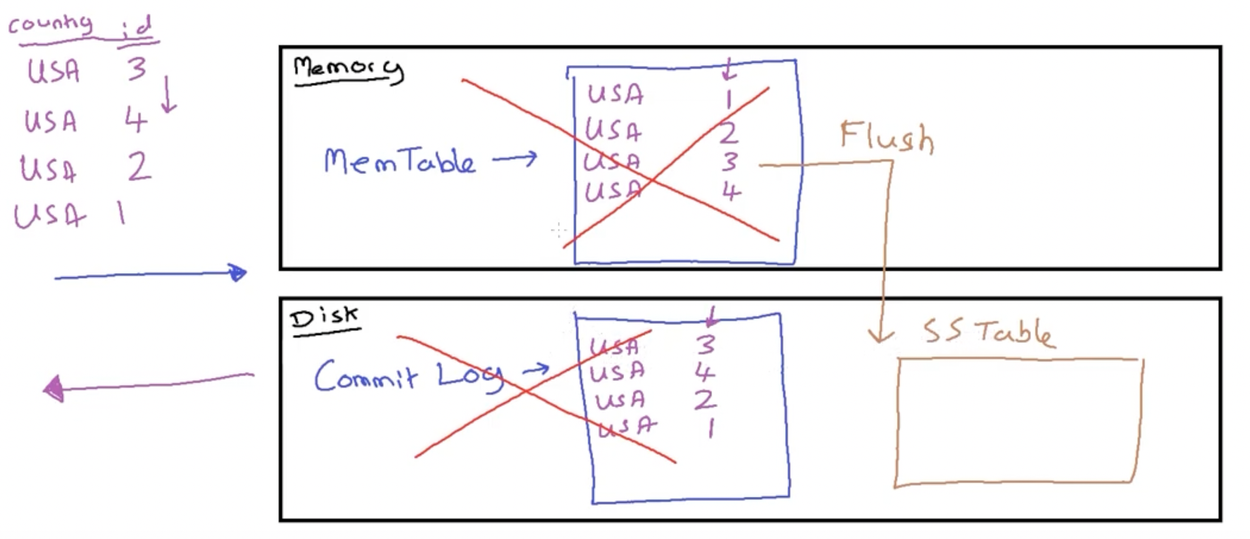 country id
USA 3
USA 4
USA 2
USA 1
Memory
MemTable
USA 1
USA 2
USA 3
USA 4
Flush
Disk
Commit Log
USA 3
USA 4
USA 2
USA 1
SS Table